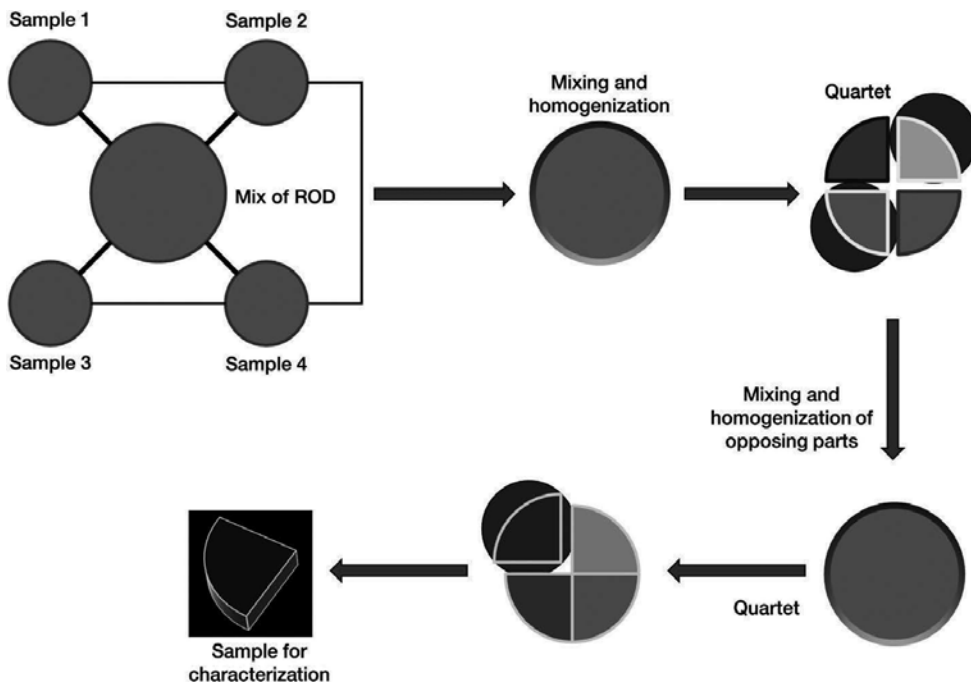 Sample 1
Sample 2
Mix of ROD
Sample 3
Sample 4
Mixing and
homogenization
Quartet
Mixing and
homogenization of
opposing parts
Quartet
Sample for
characterization